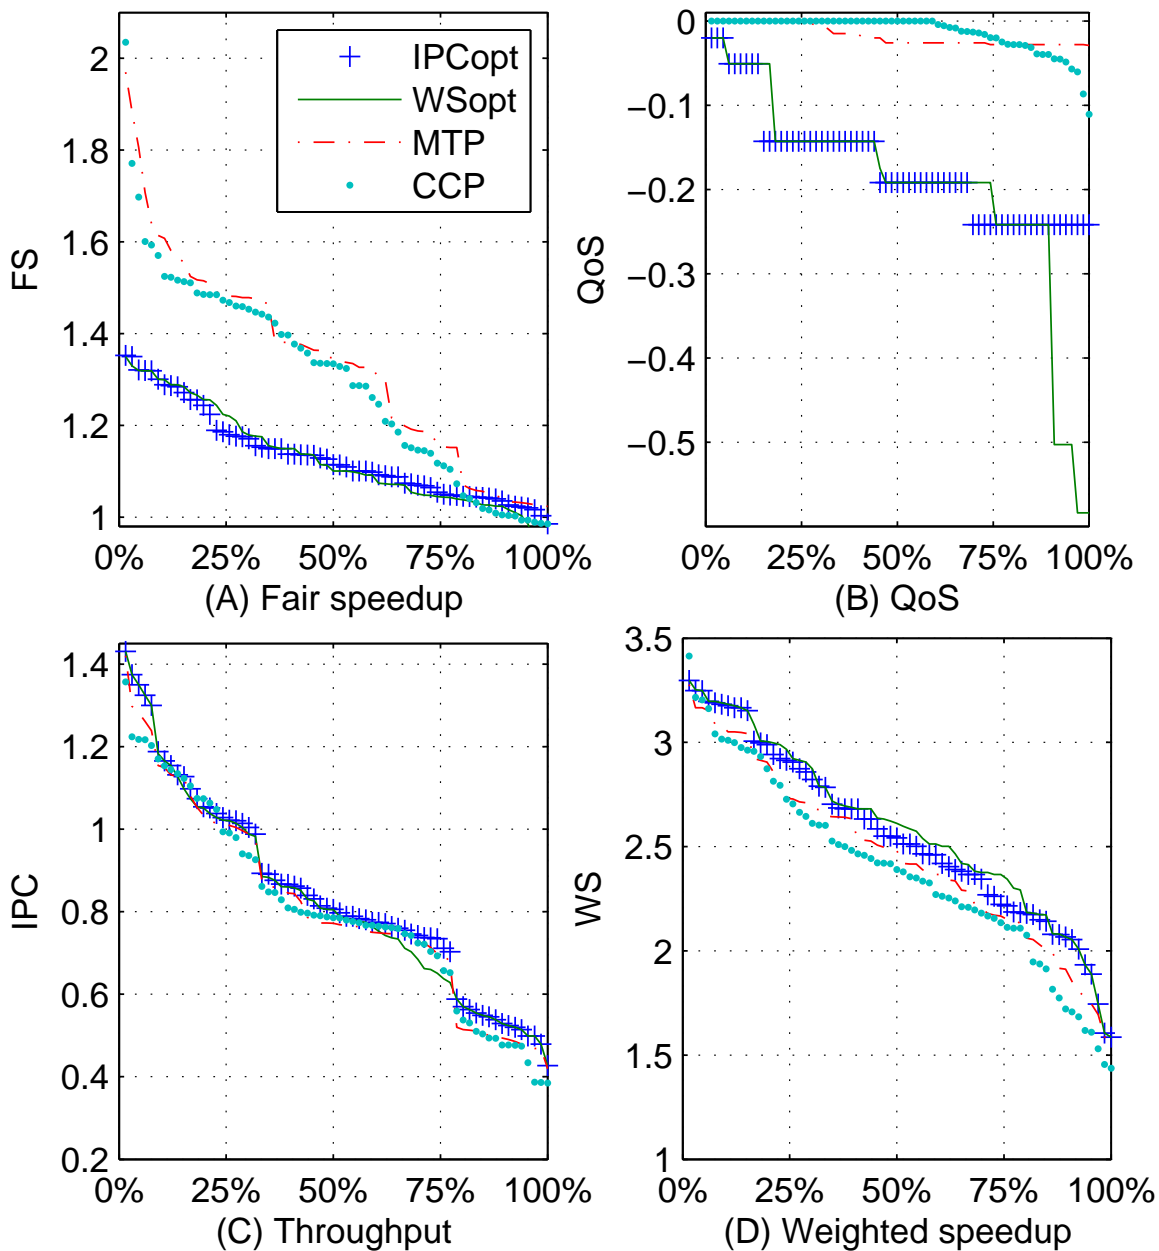 2
1.8
1.6
1.4
1.2
1
FS
IPCopt
WSopt
MTP
CCP
0% 25% 50% 75% 100%
(A) Fair speedup
0
−0.1
−0.2
−0.3
−0.4
−0.5
QoS
0% 25% 50% 75% 100%
(B) QoS
1.4
1.2
1
0.8
0.6
0.4
0.2
IPC
0% 25% 50% 75% 100%
(C) Throughput
3.5
3
2.5
2
1.5
1
WS
0% 25% 50% 75% 100%
(D) Weighted speedup